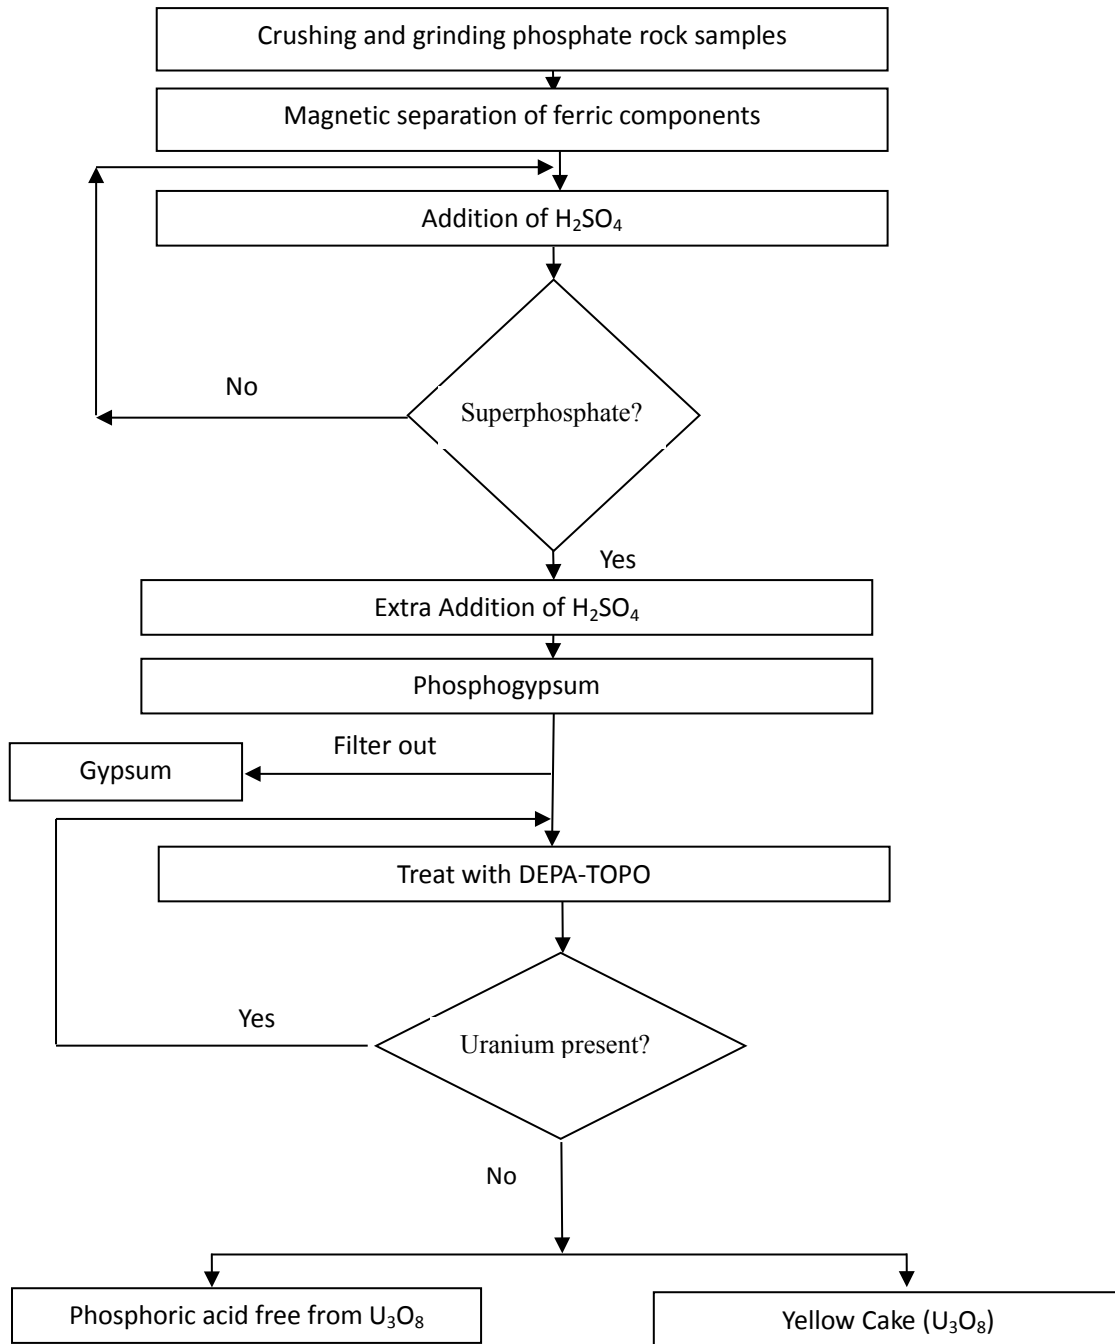 Crushing and grinding phosphate rock samples
Magnetic separation of ferric components
Addition of H₂SO₄
No
Superphosphate?
Yes
Extra Addition of H₂SO₄
Phosphogypsum
Filter out
Gypsum
Treat with DEPA-TOPO
Yes
Uranium present?
No
Phosphoric acid free from U₃O₈
Yellow Cake (U₃O₈)